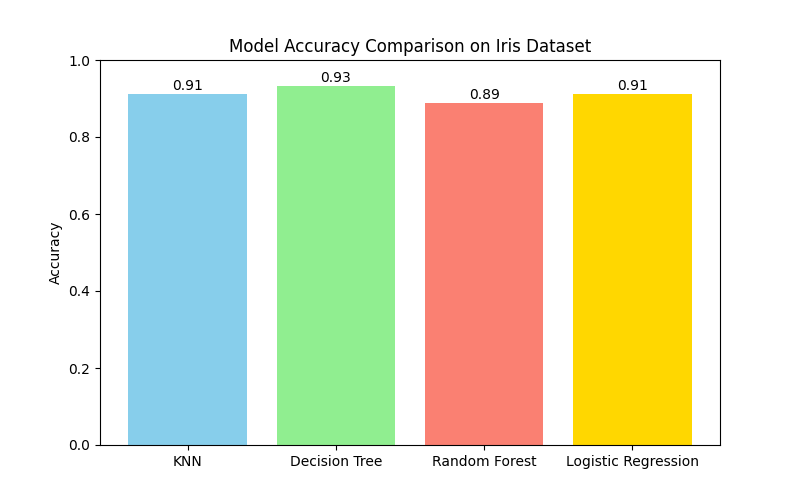 Model Accuracy Comparison on Iris Dataset
1.0
0.8
0.6
0.4
0.2
0.0
Accuracy
0.91
0.93
0.89
0.91
KNN
Decision Tree
Random Forest
Logistic Regression